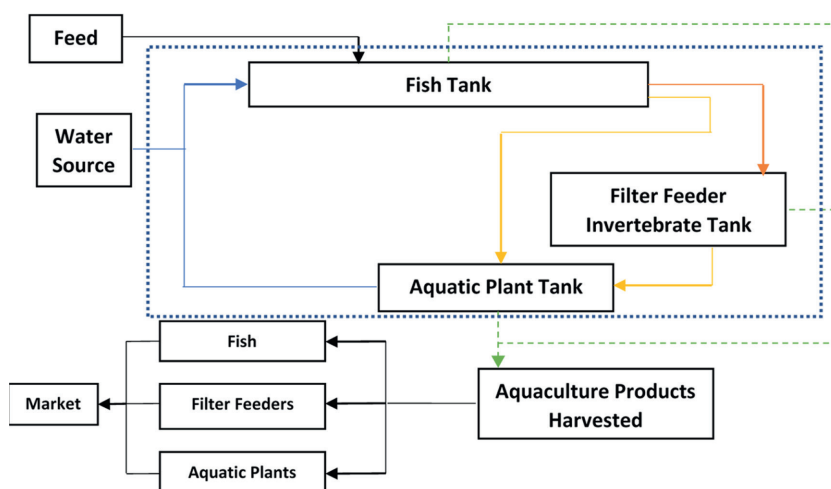 Feed
Fish Tank
Water
Source
Filter Feeder
Invertebrate Tank
Aquatic Plant Tank
Fish
Market
Filter Feeders
Aquaculture Products
Harvested
Aquatic Plants